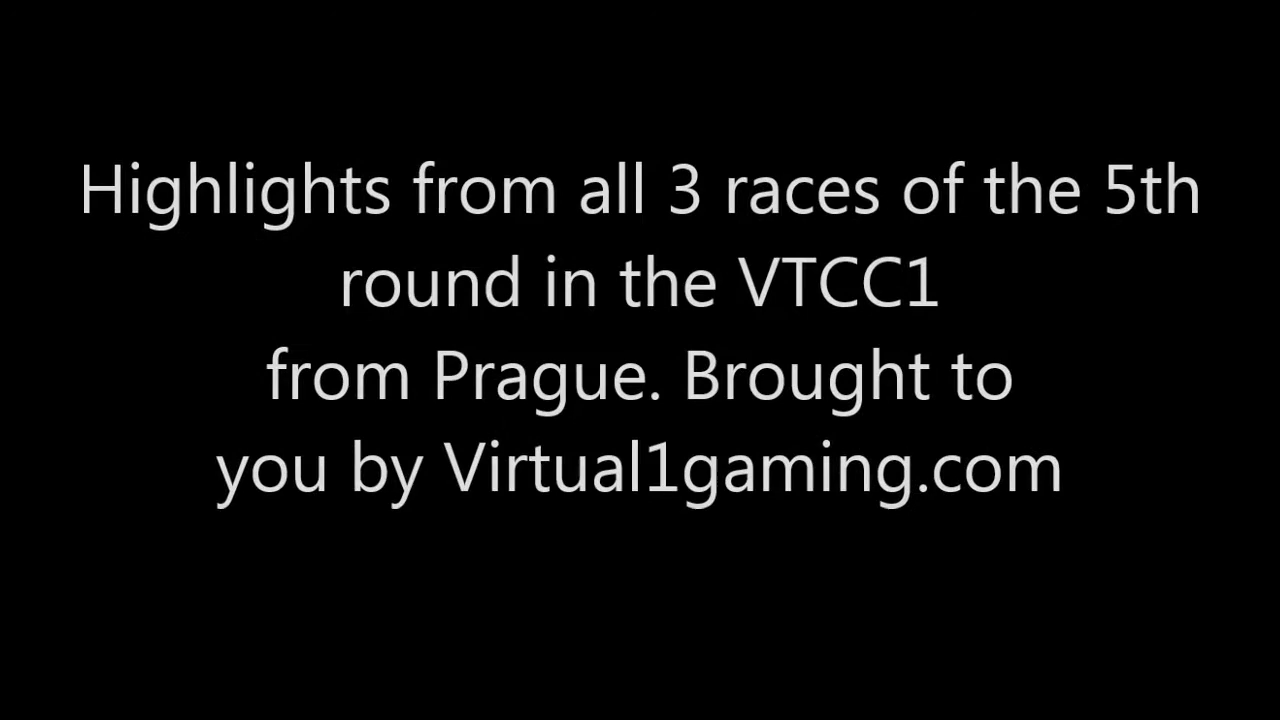 Highlights from all 3 races of the 5th
round in the VTCC1
from Prague. Brought to
you by Virtual1gaming.com